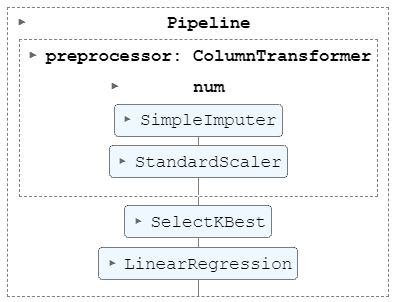 Pipeline
preprocessor: ColumnTransformer
num
SimpleImputer
StandardScaler
SelectKBest
LinearRegression